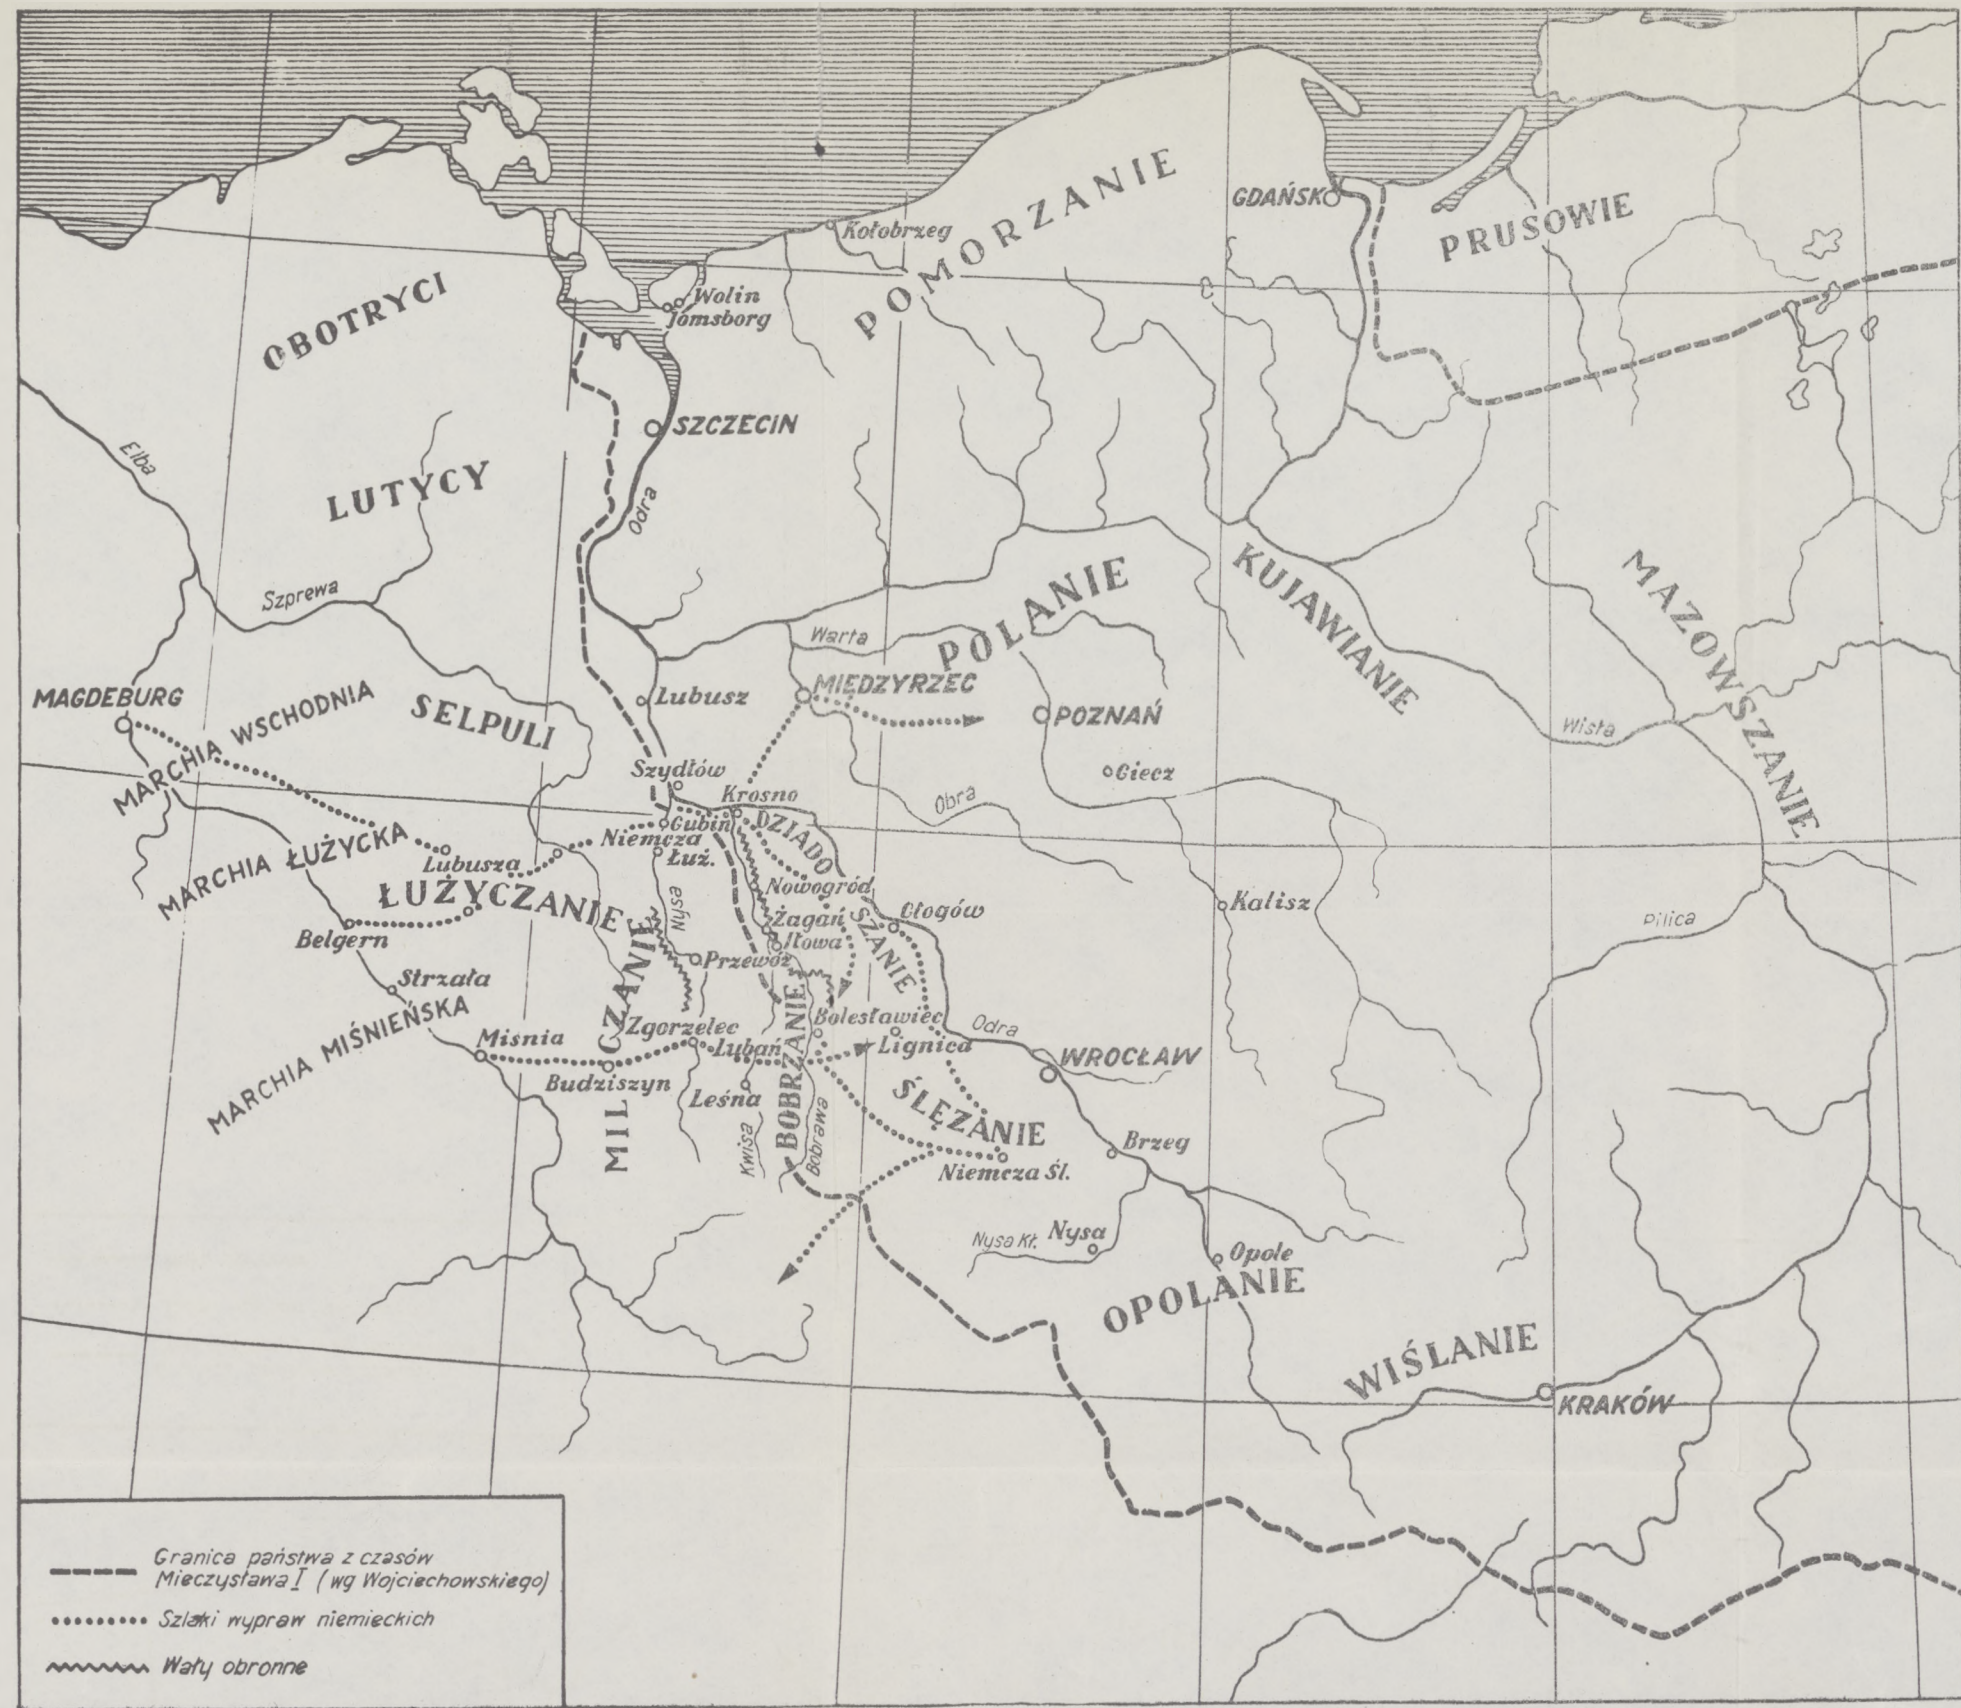 POMORZANIE
GDAŃSK
PRUSOWIE
Kołobrzeg
OBOTRYCI
Wolin
Jómsborg
SZCZECIN
Elba
LUTYCY
Odra
Szprewa
Warta
POLANIE
KUJAWIANIE
MAZOWSZANIE
MAGDEBURG
MARCHIA WSCHODNIA
SELPULI
Lubusz
MIĘDZYRZEC
POZNAŃ
Wisła
Giecz
Szydłów
Krosno
Obra
Gubin
DZIADOSZANIE
Niemcza
Łuż.
MARCHIA ŁUŻYCKA
Lubusza
ŁUŻYCZANIE
Nysa
Nowogród
Żagań
Iłowa
Głogów
Kalisz
Pilica
Belgern
Przewóz
Strzała
MARCHIA MIŚNIEŃSKA
MILCZANIE
Zgorzelec
Bolesławiec
Odra
Miśnia
Lubań
Lignica
WROCŁAW
Budziszyn
Leśna
BOBRZANIE
ŚLĘZANIE
Kwisa
Bobrawa
Brzeg
Niemcza Śl.
Nysa Kł.
Nysa
Opole
OPOLANIE
WIŚLANIE
KRAKÓW
Granica państwa z czasów
Mieczysława I (wg Wojciechowskiego)
Szlaki wypraw niemieckich
Wały obronne